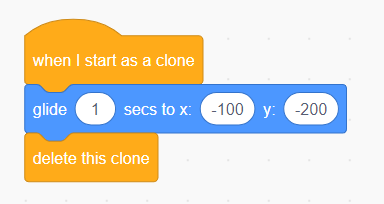 when I start as a clone
glide 1 secs to x: -100 y: -200
delete this clone